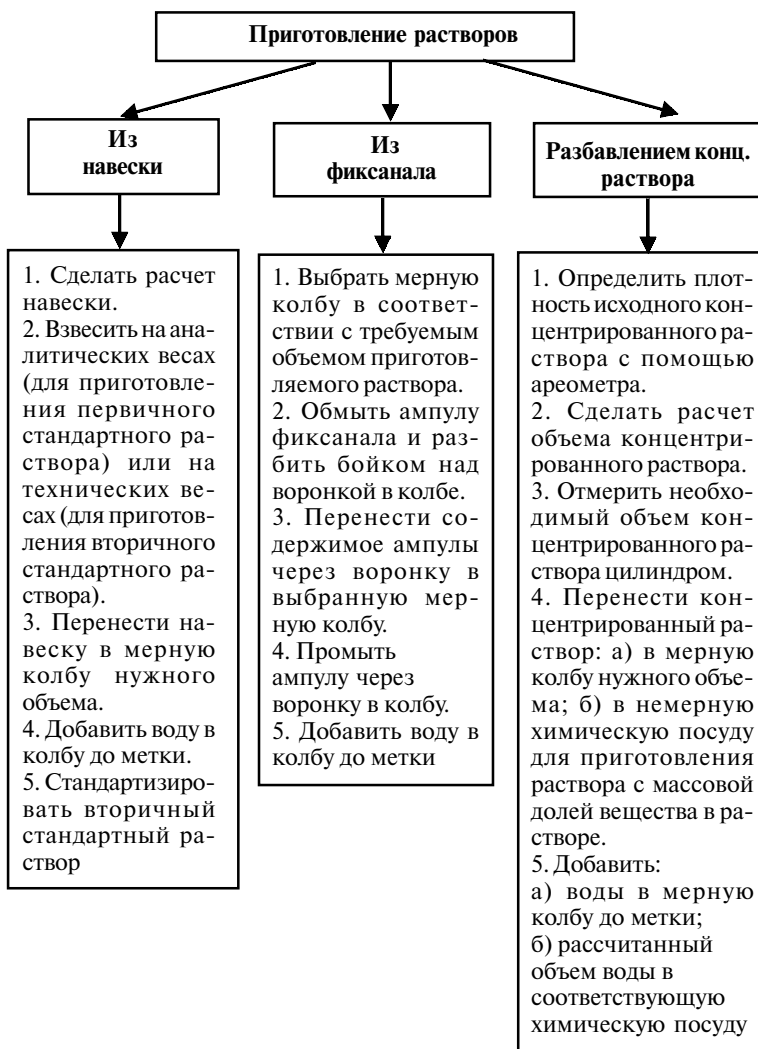 Приготовление растворов
Из
навески
1. Сделать расчет
навески.
2. Взвесить на ана-
литических весах
(для приготовле-
ния первичного
стандартного ра-
створа) или на
технических ве-
сах (для приготов-
ления вторичного
стандартного ра-
створа).
3. Перенести на-
веску в мерную
колбу нужного
объема.
4. Добавить воду в
колбу до метки.
5. Стандартизиро-
вать вторичный
стандартный ра-
створ
Из
фиксанала
1. Выбрать мерную
колбу в соответ-
ствии с требуемым
объемом приготов-
ляемого раствора.
2. Обмыть ампулу
фиксанала и раз-
бить бойком над
воронкой в колбе.
3. Перенести со-
держимое ампулы
через воронку в
выбранную мер-
ную колбу.
4. Промыть
ампулу через
воронку в колбу.
5. Добавить воду в
колбу до метки
Разбавлением конц.
раствора
1. Определить плот-
ность исходного кон-
центрированного ра-
створа с помощью
ареометра.
2. Сделать расчет
объема концентри-
рованного раствора.
3. Отмерить необхо-
димый объем кон-
центрированного ра-
створа цилиндром.
4. Перенести кон-
центрированный ра-
створ: а) в мерную
колбу нужного объе-
ма; б) в немерную
химическую посуду
для приготовления
раствора с массовой
долей вещества в ра-
створе.
5. Добавить:
а) воды в мерную
колбу до метки;
б) рассчитанный
объем воды в
соответствующую
химическую посуду